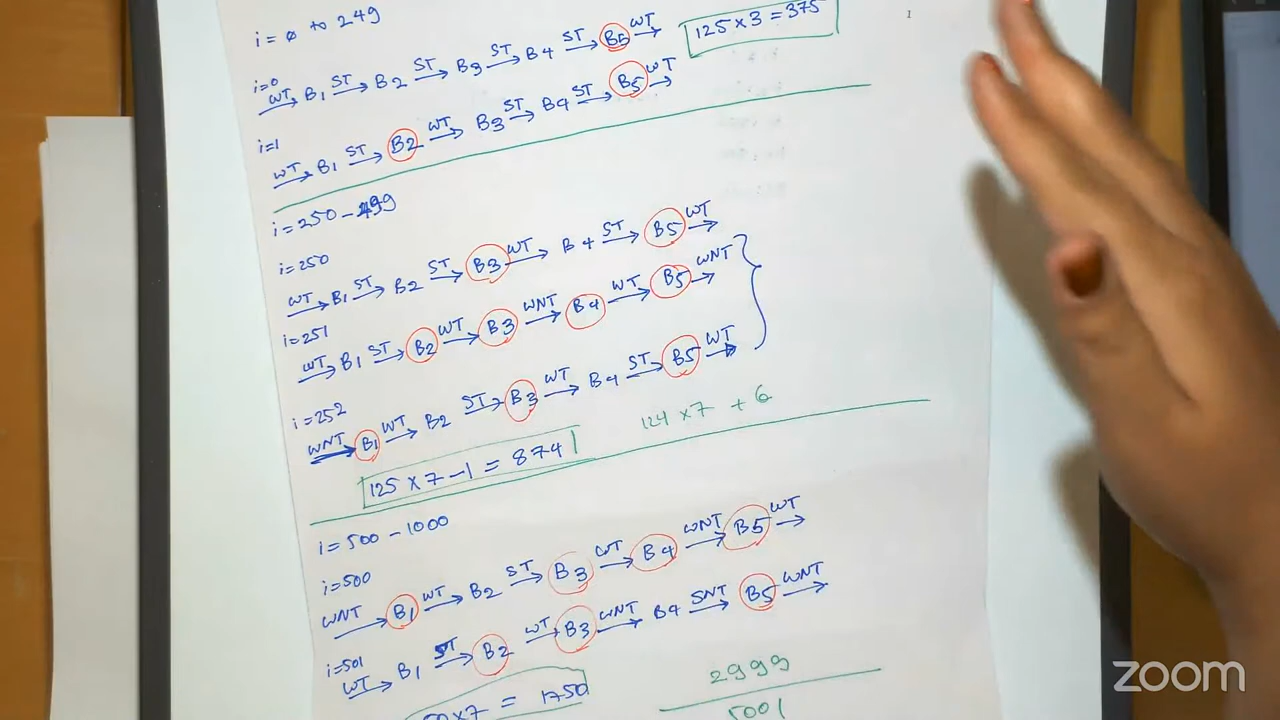 i = 0 to 249
125 × 3 = 375
i=0
WT → B1 ST → B2 ST → B3 ST → B4 ST → B5 WT →
i=1
WT → B1 ST → B2 WT → B3 ST → B4 ST → B5 WT →
i = 250 - 499
i = 250
WT → B1 ST → B2 ST → B3 WT → B4 ST → B5 WT →
i = 251
WT → B1 ST → B2 WT → B3 WNT → B4 WT → B5 WNT →
i = 252
WNT → B1 WT → B2 ST → B3 WT → B4 ST → B5 WT →
124 × 7 + 6
125 × 7 - 1 = 874
i = 500 - 1000
i = 500
WNT → B1 WT → B2 ST → B3 WT → B4 WNT → B5 WT →
i = 501
WT → B1 ST → B2 WT → B3 WNT → B4 SNT → B5 WNT →
× 7 = 1750
2999
5001
zoom
1